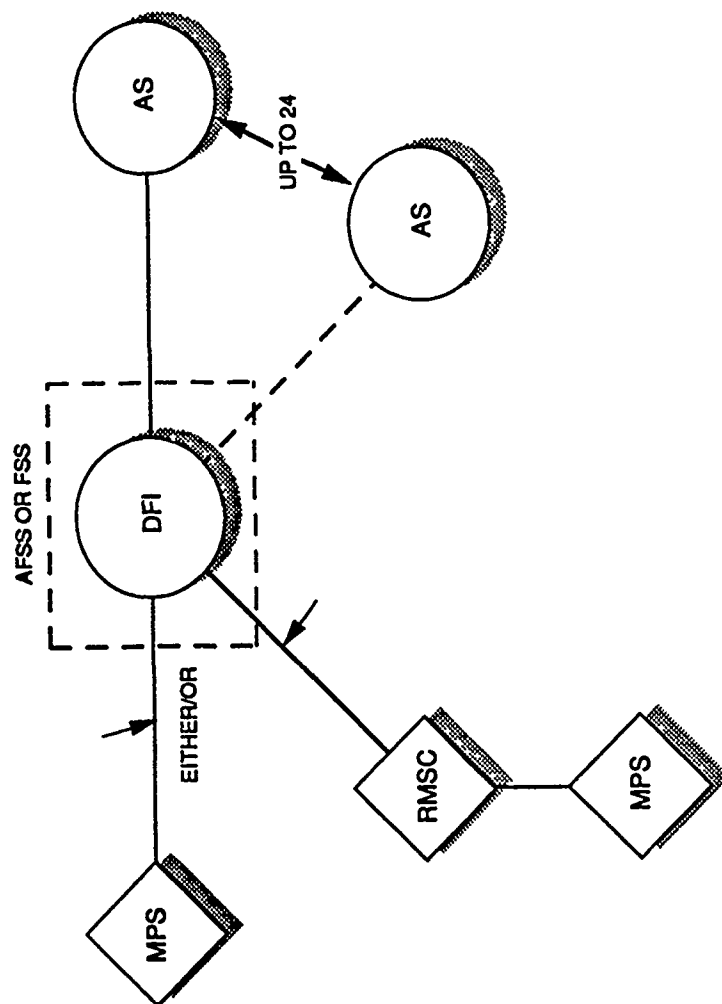 AFSS OR FSS
MPS
EITHER/OR
DFI
AS
UP TO 24
RMSC
AS
MPS